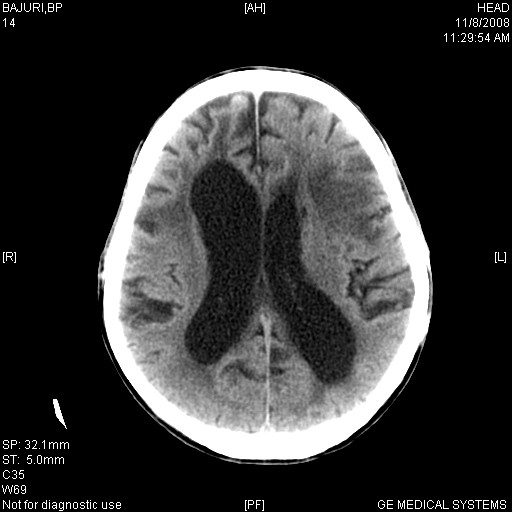 BAJURI,BP
14
[AH]
HEAD
11/8/2008
11:29:54 AM
[R]
[L]
SP: 32.1mm
ST:  5.0mm
C35
W69
Not for diagnostic use
[PF]
GE MEDICAL SYSTEMS